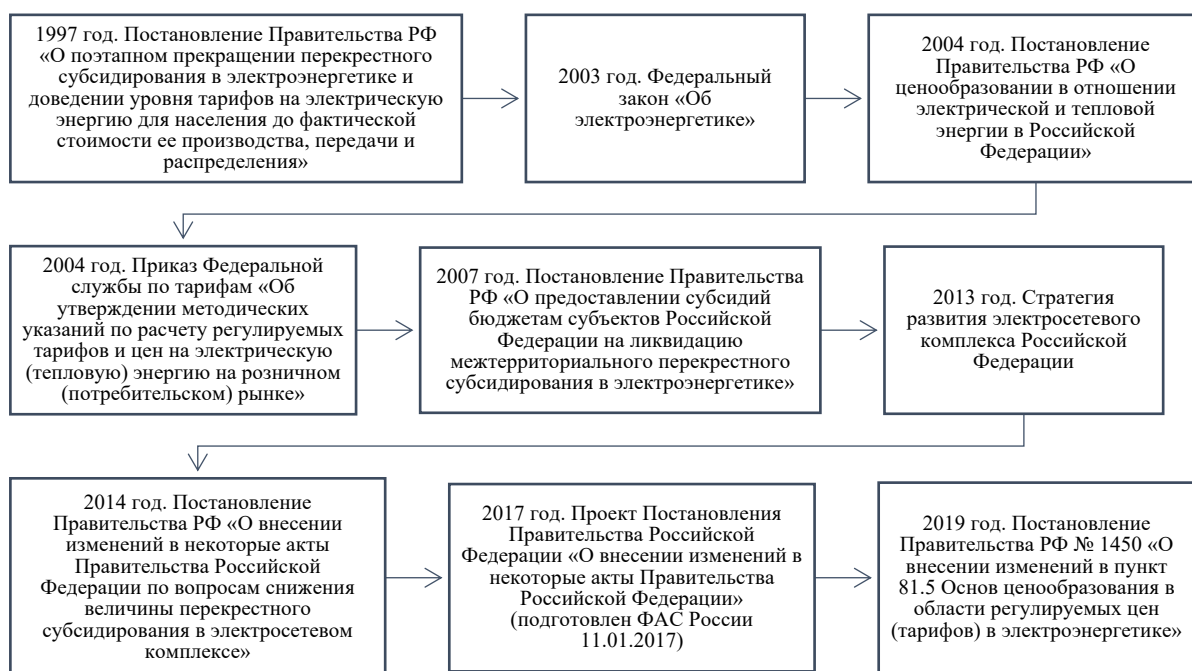 1997 год. Постановление Правительства РФ
«О поэтапном прекращении перекрестного
субсидирования в электроэнергетике и
доведении уровня тарифов на электрическую
энергию для населения до фактической
стоимости ее производства, передачи и
распределения»
2003 год. Федеральный
закон «Об
электроэнергетике»
2004 год. Постановление
Правительства РФ «О
ценообразовании в отношении
электрической и тепловой
энергии в Российской
Федерации»
2004 год. Приказ Федеральной
службы по тарифам «Об
утверждении методических
указаний по расчету регулируемых
тарифов и цен на электрическую
(тепловую) энергию на розничном
(потребительском) рынке»
2007 год. Постановление Правительства
РФ «О предоставлении субсидий
бюджетам субъектов Российской
Федерации на ликвидацию
межтерриториального перекрестного
субсидирования в электроэнергетике»
2013 год. Стратегия
развития электросетевого
комплекса Российской
Федерации
2014 год. Постановление
Правительства РФ «О внесении
изменений в некоторые акты
Правительства Российской
Федерации по вопросам снижения
величины перекрестного
субсидирования в электросетевом
комплексе»
2017 год. Проект Постановления
Правительства Российской
Федерации «О внесении изменений в
некоторые акты Правительства
Российской Федерации»
(подготовлен ФАС России
11.01.2017)
2019 год. Постановление
Правительства РФ № 1450 «О
внесении изменений в пункт
81.5 Основ ценообразования в
области регулируемых цен
(тарифов) в электроэнергетике»